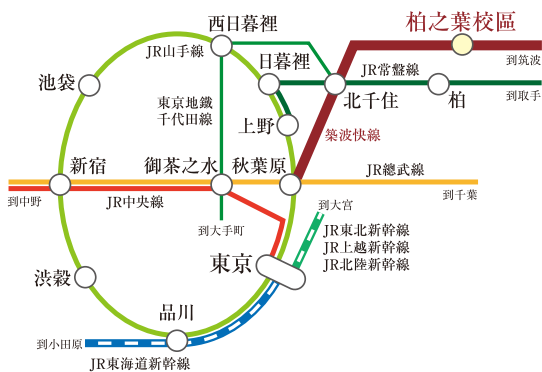 柏之葉校區
西日暮裡
JR山手線
日暮裡
到筑波
JR常盤線
池袋
北千住
柏
到取手
東京地鐵
千代田線
上野
築波快線
新宿
御茶之水
秋葉原
JR總武線
到中野
JR中央線
到千葉
到大宮
到大手町
JR東北新幹線
JR上越新幹線
JR北陸新幹線
東京
渋穀
品川
到小田原
JR東海道新幹線